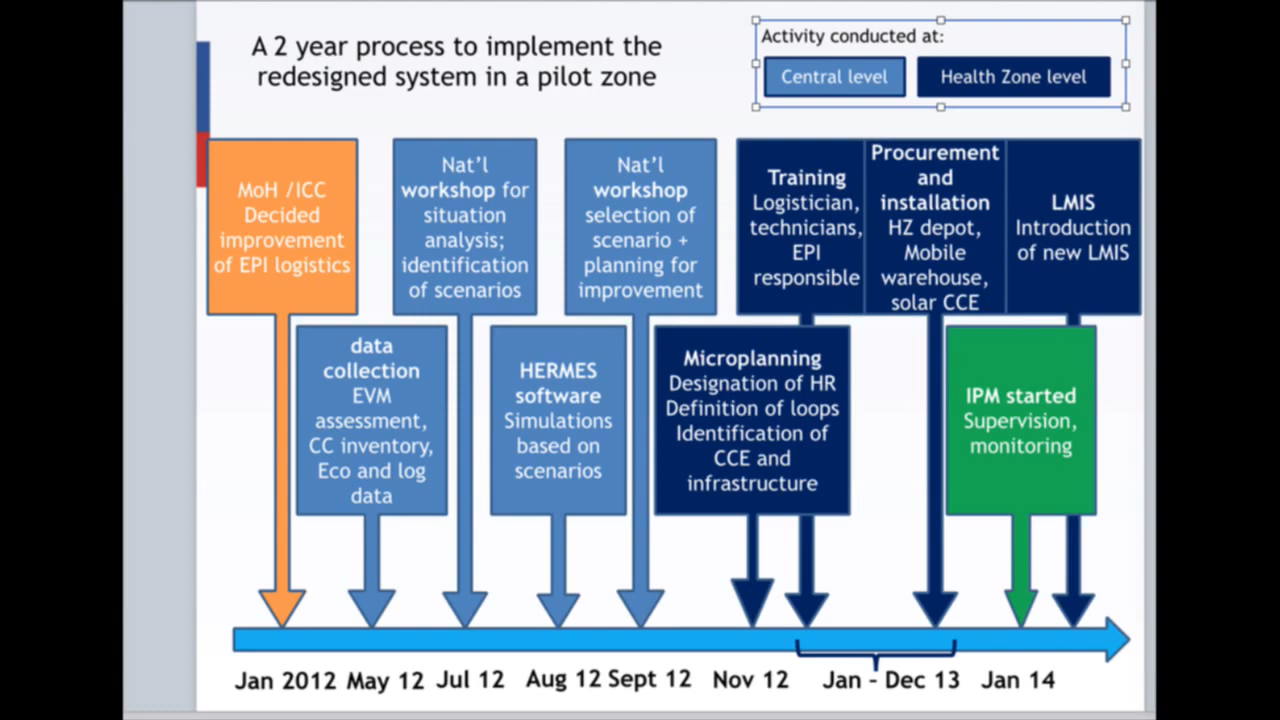 A 2 year process to implement the
redesigned system in a pilot zone
Activity conducted at:
Central level
Health Zone level
MoH /ICC
Decided
improvement
of EPI logistics
Nat’l
workshop for
situation
analysis;
identification
of scenarios
Nat’l
workshop
selection of
scenario +
planning for
improvement
Training
Logistician,
technicians,
EPI
responsible
Procurement
and
installation
HZ depot,
Mobile
warehouse,
solar CCE
LMIS
Introduction
of new LMIS
data
collection
EVM
assessment,
CC inventory,
Eco and log
data
HERMES
software
Simulations
based on
scenarios
Microplanning
Designation of HR
Definition of loops
Identification of
CCE and
infrastructure
IPM started
Supervision,
monitoring
Jan 2012
May 12
Jul 12
Aug 12
Sept 12
Nov 12
Jan – Dec 13
Jan 14